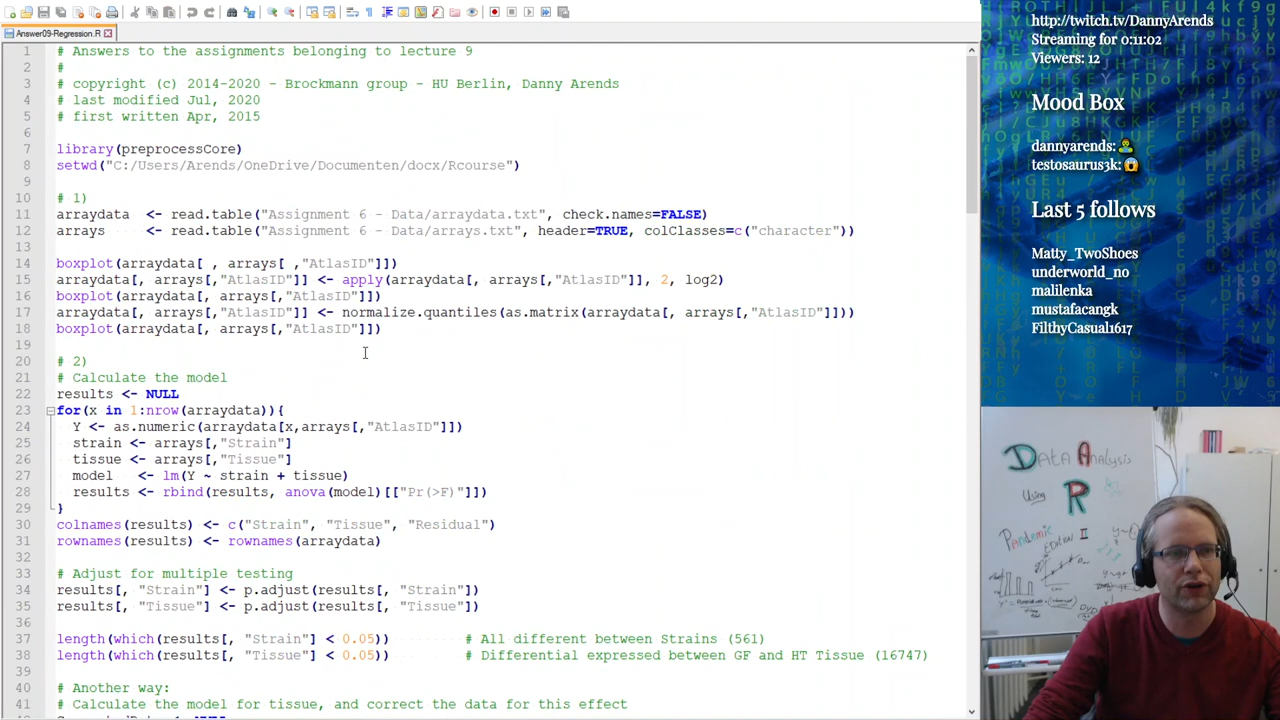 Answer09-Regression.R
1 # Answers to the assignments belonging to lecture 9
2 #
3 # copyright (c) 2014-2020 - Brockmann group - HU Berlin, Danny Arends
4 # last modified Jul, 2020
5 # first written Apr, 2015
6
7 library(preprocessCore)
8 setwd("C:/Users/Arends/OneDrive/Documenten/docx/Rcourse")
9
10 # 1)
11 arraydata <- read.table("Assignment 6 - Data/arraydata.txt", check.names=FALSE)
12 arrays <- read.table("Assignment 6 - Data/arrays.txt", header=TRUE, colClasses=c("character"))
13
14 boxplot(arraydata[ , arrays[ ,"AtlasID"]])
15 arraydata[, arrays[,"AtlasID"]] <- apply(arraydata[, arrays[,"AtlasID"]], 2, log2)
16 boxplot(arraydata[, arrays[,"AtlasID"]])
17 arraydata[, arrays[,"AtlasID"]] <- normalize.quantiles(as.matrix(arraydata[, arrays[,"AtlasID"]]))
18 boxplot(arraydata[, arrays[,"AtlasID"]])
19
20 # 2)
21 # Calculate the model
22 results <- NULL
23 for(x in 1:nrow(arraydata)){
24 Y <- as.numeric(arraydata[x,arrays[,"AtlasID"]])
25 strain <- arrays[,"Strain"]
26 tissue <- arrays[,"Tissue"]
27 model <- lm(Y ~ strain + tissue)
28 results <- rbind(results, anova(model)[["Pr(>F)"]])
29 }
30 colnames(results) <- c("Strain", "Tissue", "Residual")
31 rownames(results) <- rownames(arraydata)
32
33 # Adjust for multiple testing
34 results[, "Strain"] <- p.adjust(results[, "Strain"])
35 results[, "Tissue"] <- p.adjust(results[, "Tissue"])
36
37 length(which(results[, "Strain"] < 0.05)) # All different between Strains (561)
38 length(which(results[, "Tissue"] < 0.05)) # Differential expressed between GF and HT Tissue (16747)
39
40 # Another way:
41 # Calculate the model for tissue, and correct the data for this effect
http://twitch.tv/DannyArends
Streaming for 0:11:02
Viewers: 12
Mood Box
dannyarends:
testosaurus3k:
Last 5 follows
Matty_TwoShoes
underworld_no
malilenka
mustafacangk
FilthyCasual1617
Data Analysis
Using
R
Pandemic
Edition II